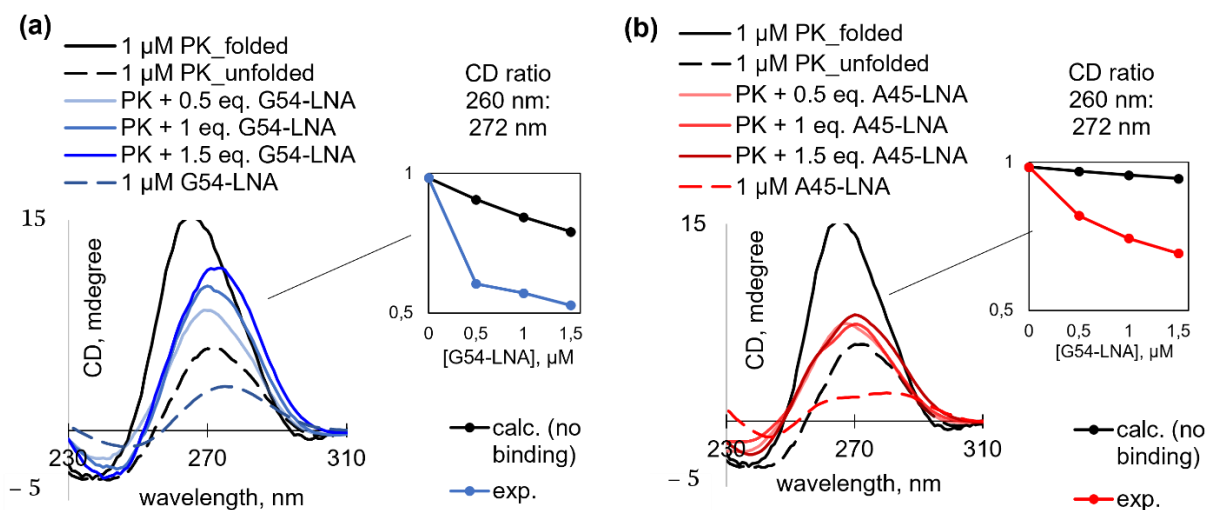 (a)
1 µM PK_folded
1 µM PK_unfolded
PK + 0.5 eq. G54-LNA
PK + 1 eq. G54-LNA
PK + 1.5 eq. G54-LNA
1 µM G54-LNA
CD ratio
260 nm:
272 nm
1
0,5
0 0,5 1 1,5
[G54-LNA], µM
15
CD, mdegree
– 5
230 270 310
wavelength, nm
calc. (no
binding)
exp.
(b)
1 µM PK_folded
1 µM PK_unfolded
PK + 0.5 eq. A45-LNA
PK + 1 eq. A45-LNA
PK + 1.5 eq. A45-LNA
1 µM A45-LNA
CD ratio
260 nm:
272 nm
1
0,5
0 0,5 1 1,5
[G54-LNA], µM
15
CD, mdegree
– 5
230 270 310
wavelength, nm
calc. (no
binding)
exp.